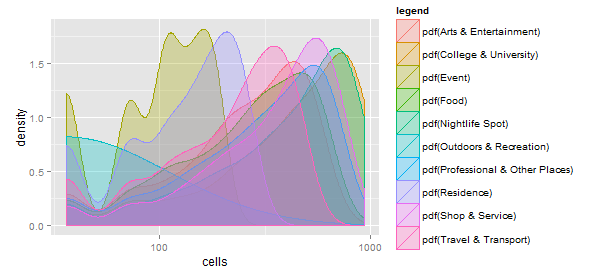 legend
pdf(Arts & Entertainment)
pdf(College & University)
pdf(Event)
pdf(Food)
pdf(Nightlife Spot)
pdf(Outdoors & Recreation)
pdf(Professional & Other Places)
pdf(Residence)
pdf(Shop & Service)
pdf(Travel & Transport)
density
1.5
1.0
0.5
0.0
100
1000
cells